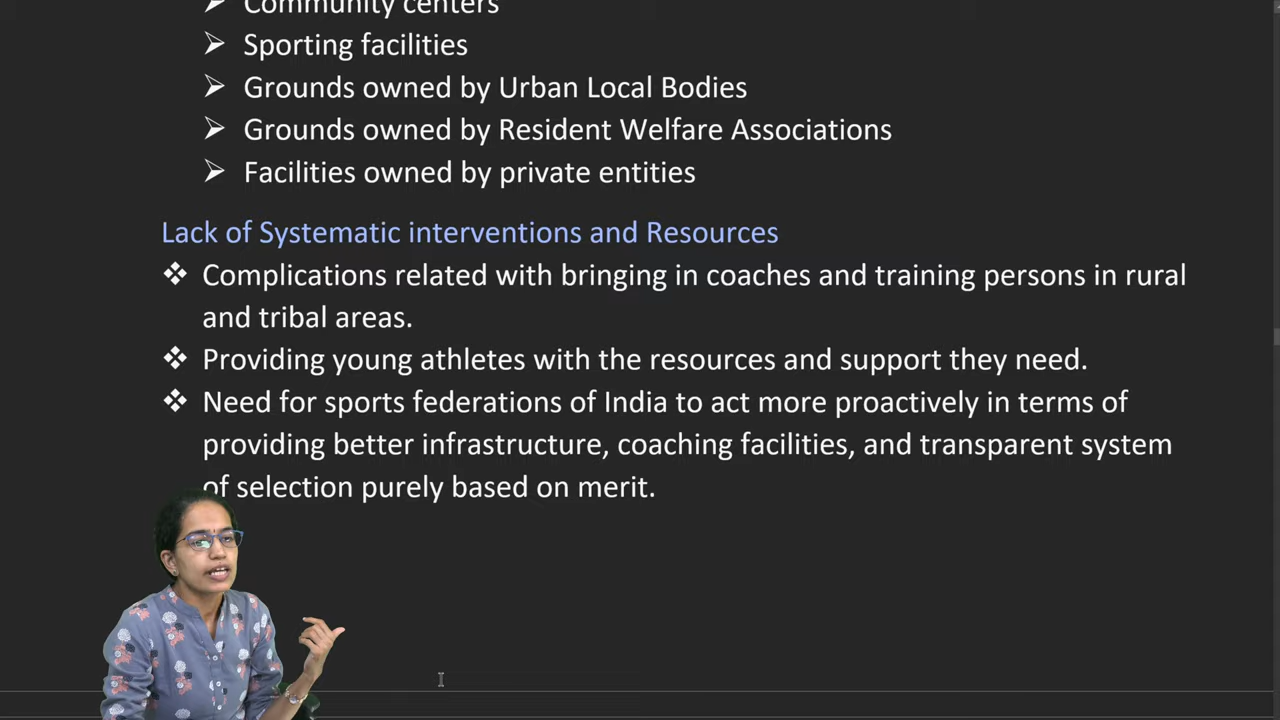 Community centers
Sporting facilities
Grounds owned by Urban Local Bodies
Grounds owned by Resident Welfare Associations
Facilities owned by private entities
Lack of Systematic interventions and Resources
Complications related with bringing in coaches and training persons in rural
and tribal areas.
Providing young athletes with the resources and support they need.
Need for sports federations of India to act more proactively in terms of
providing better infrastructure, coaching facilities, and transparent system
of selection purely based on merit.